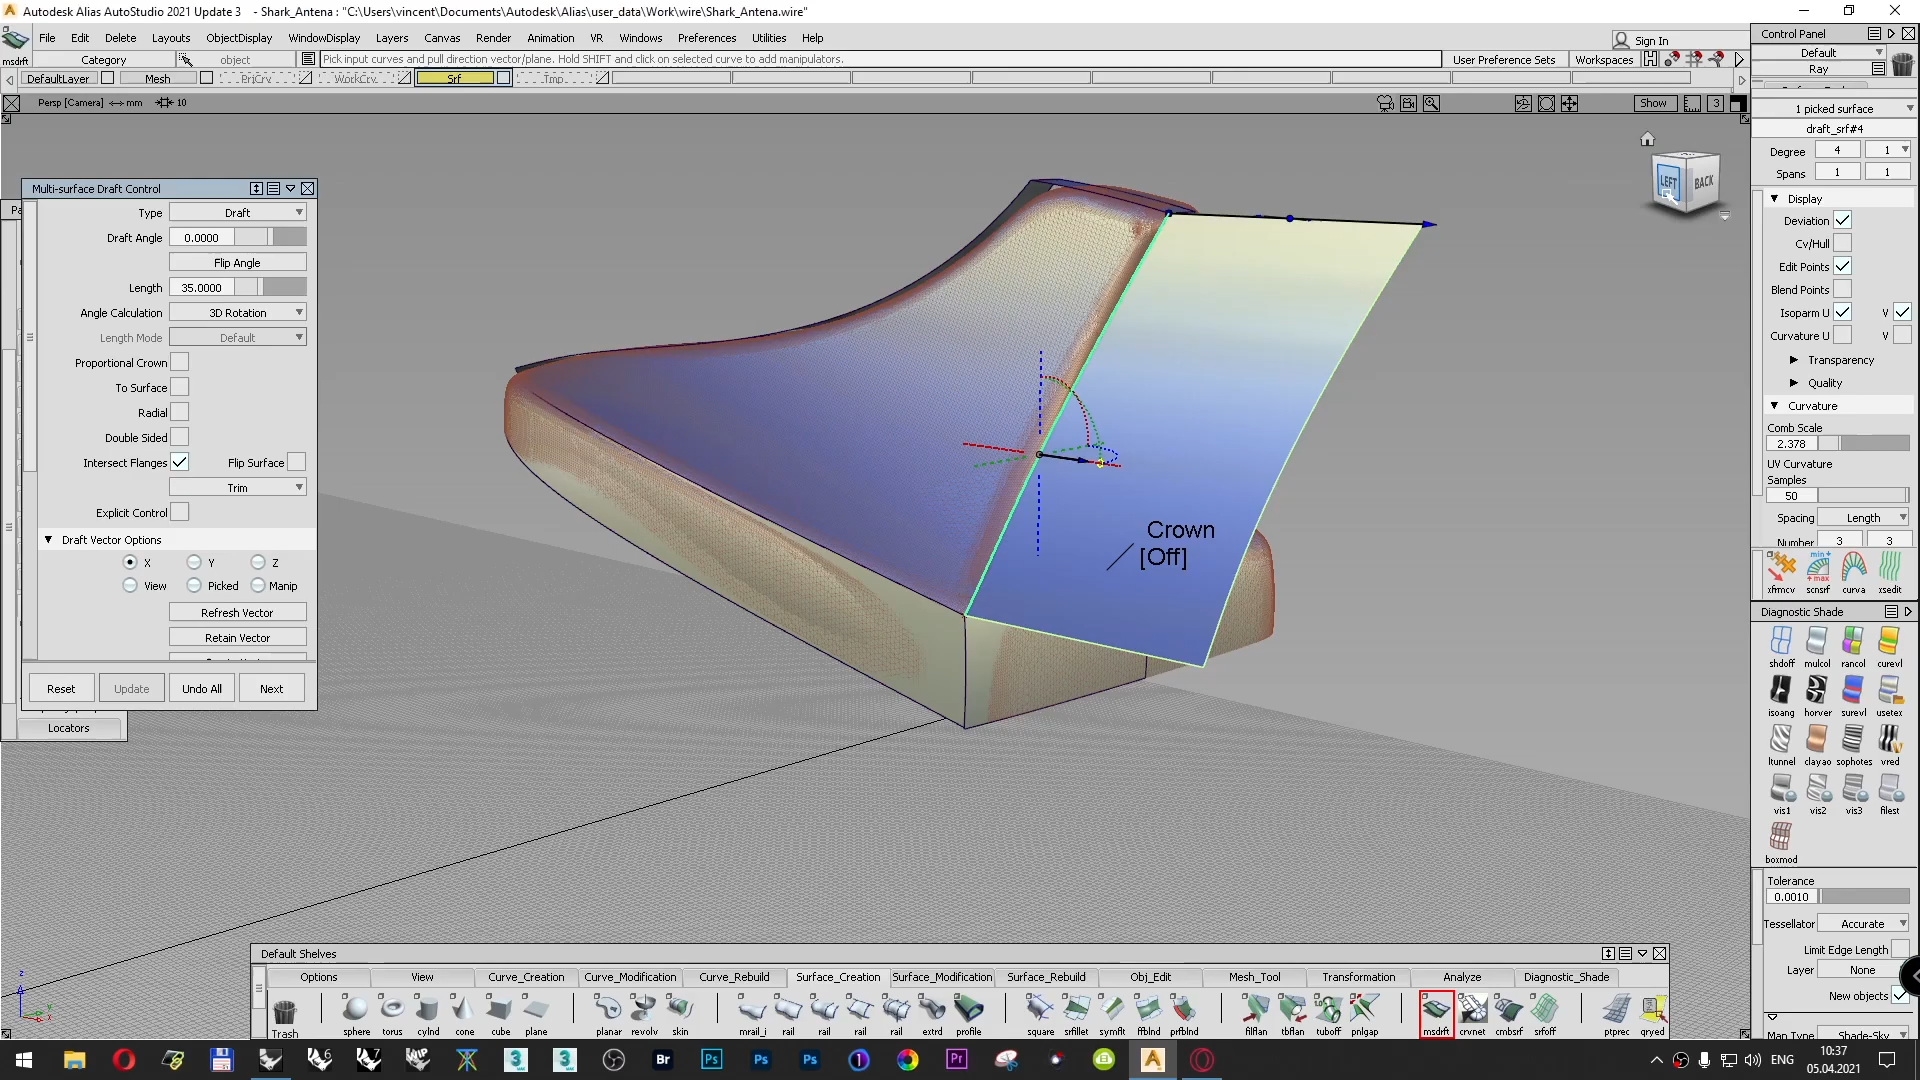 Autodesk Alias AutoStudio 2021 Update 3 - Shark_Antena : "C:\Users\vincent\Documents\Autodesk\Alias\user_data\Work\wire\Shark_Antena.wire"
File Edit Delete Layouts ObjectDisplay WindowDisplay Layers Canvas Render Animation VR Windows Preferences Utilities Help
Sign In
msdrft Category object Pick input curves and pull direction vector/plane. Hold SHIFT and click on selected curve to add manipulators. User Preference Sets Workspaces
DefaultLayer Mesh PrjCrv WorkCrv Srf Tmp
Persp [Camera] mm 10 Show 3
LEFT BACK
Multi-surface Draft Control
Type Draft
Draft Angle 0.0000
Flip Angle
Length 35.0000
Angle Calculation 3D Rotation
Length Mode Default
Proportional Crown
To Surface
Radial
Double Sided
Intersect Flanges Flip Surface
Trim
Explicit Control
Draft Vector Options
X Y Z
View Picked Manip
Refresh Vector
Retain Vector
Reset Update Undo All Next
Locators
Crown
[Off]
Control Panel
Default
Ray
1 picked surface
draft_srf#4
Degree 4 1
Spans 1 1
Display
Deviation
Cv/Hull
Edit Points
Blend Points
Isoparm U V
Curvature U V
Transparency
Quality
Curvature
Comb Scale
2.378
UV Curvature
Samples
50
Spacing Length
Number 3 3
xfrmcv scnsrf curva xsedit
Diagnostic Shade
shdoff mulcol rancol curevl
isoang horver surevl usetex
ltunnel clayao sophotes vred
vis1 vis2 vis3 filest
boxmod
Tolerance
0.0010
Tessellator Accurate
Limit Edge Length
Layer None
New objects
Map Type Shade-Sky
Default Shelves
Options View Curve_Creation Curve_Modification Curve_Rebuild Surface_Creation Surface_Modification Surface_Rebuild Obj_Edit Mesh_Tool Transformation Analyze Diagnostic_Shade
Trash sphere torus cylnd cone cube plane planar revolv skin mrail_i rail rail rail rail extrd profile square srfillet symflt ffblnd prfblnd filflan tbflan tuboff pnlgap msdrft crvnet cmbsrf srfoff ptprec qryed
z
y
x
ENG
10:37
05.04.2021